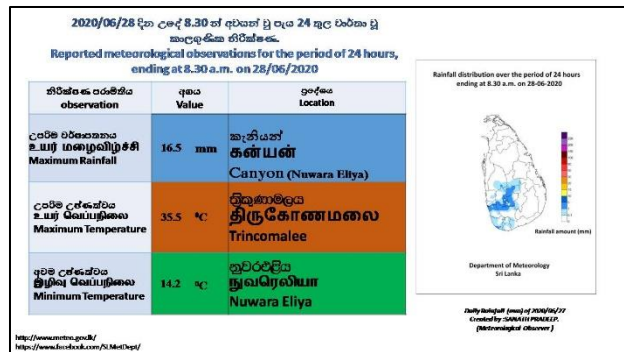 2020/06/28 දින උදේ 8.30 න් අවසන් වූ පැය 24 තුල වාර්තා වූ
කාලගුණික නිරීක්ෂණ.
Reported meteorological observations for the period of 24 hours,
ending at 8.30 a.m. on 28/06/2020
නිරීක්ෂණ පරාමිතිය
observation
අගය
Value
ප්‍රදේශය
Location
උපරිම වර්ෂාපතනය
உயர் மழைவீழ்ச்சி
Maximum Rainfall
16.5 mm
කැනියන්
கன்யன்
Canyon (Nuwara Eliya)
උපරිම උෂ්ණත්වය
உயர் வெப்பநிலை
Maximum Temperature
35.5 °C
ත්‍රිකුණාමලය
திருகோணமலை
Trincomalee
අවම උෂ්ණත්වය
இழிவு வெப்பநிலை
Minimum Temperature
14.2 °C
නුවරඑළිය
நுவரெலியா
Nuwara Eliya
Rainfall distribution over the period of 24 hours
ending at 8.30 a.m. on 28-06-2020
Rainfall amount (mm)
Department of Meteorology
Sri Lanka
Daily Rainfall (mm) of 2020/06/27
Created by :SANATH PRADEEP.
(Meteorological Observer )
http://www.meteo.gov.lk/
https://www.facebook.com/SLMetDept/